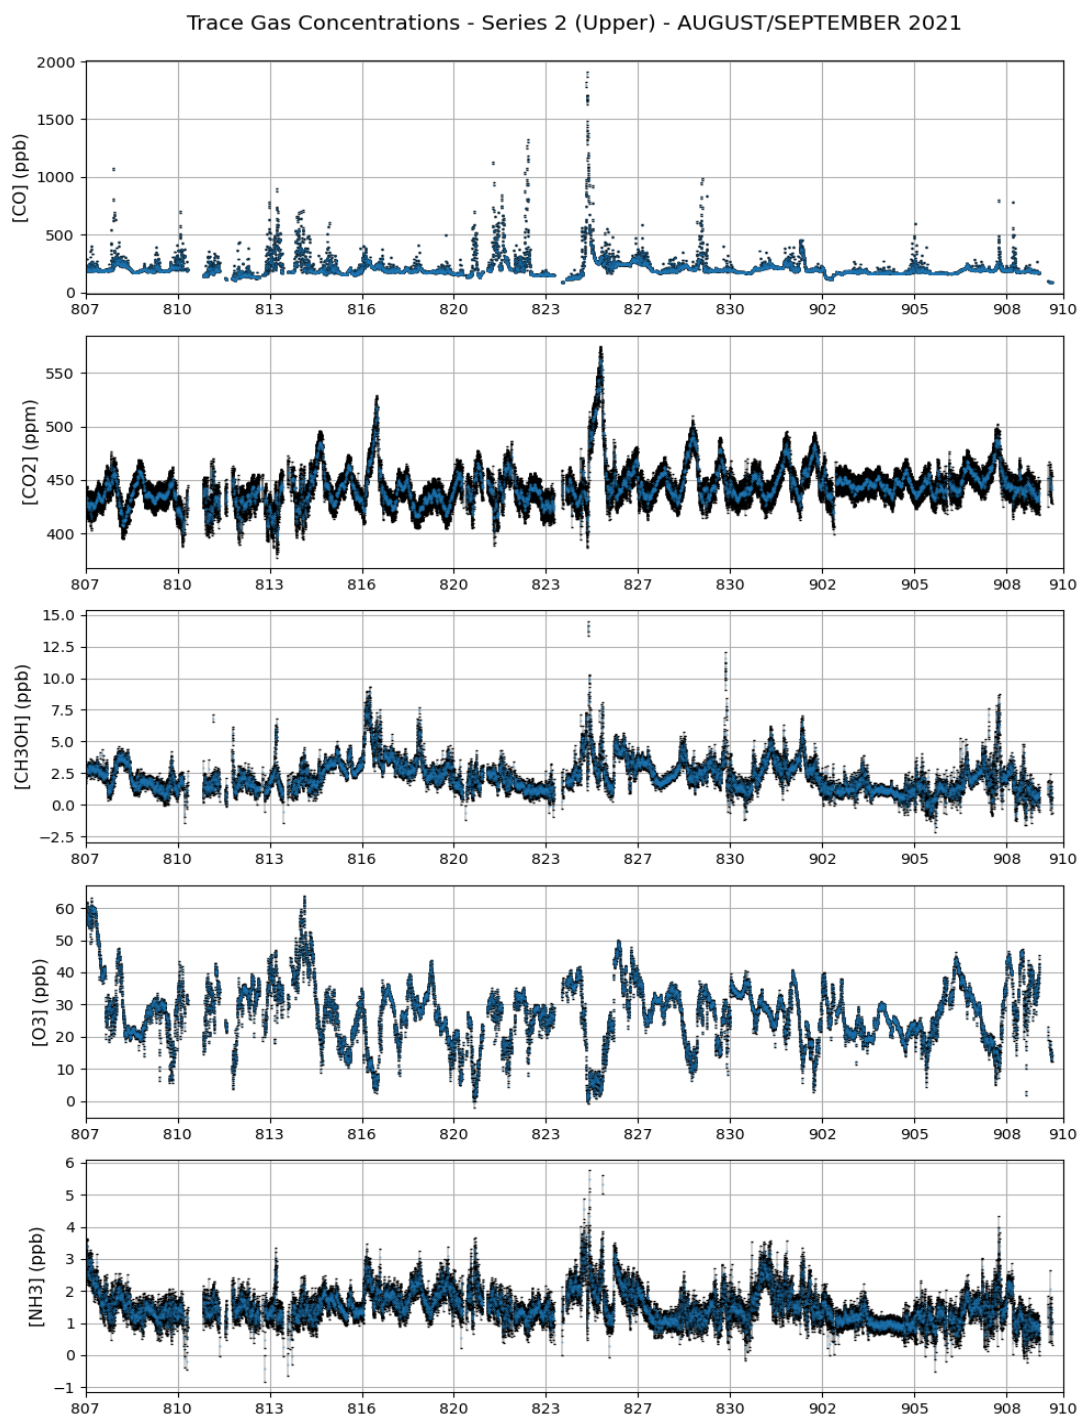 Trace Gas Concentrations - Series 2 (Upper) - AUGUST/SEPTEMBER 2021
[CO] (ppb)
2000
1500
1000
500
0
807 810 813 816 820 823 827 830 902 905 908 910
[CO2] (ppm)
550
500
450
400
807 810 813 816 820 823 827 830 902 905 908 910
[CH3OH] (ppb)
15.0
12.5
10.0
7.5
5.0
2.5
0.0
−2.5
807 810 813 816 820 823 827 830 902 905 908 910
[O3] (ppb)
60
50
40
30
20
10
0
807 810 813 816 820 823 827 830 902 905 908 910
[NH3] (ppb)
6
5
4
3
2
1
0
−1
807 810 813 816 820 823 827 830 902 905 908 910